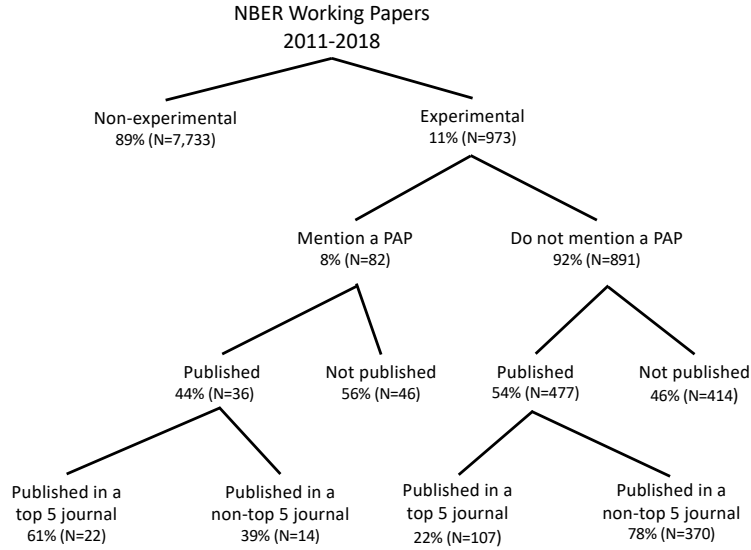 NBER Working Papers
2011-2018
Non-experimental
89% (N=7,733)
Experimental
11% (N=973)
Mention a PAP
8% (N=82)
Do not mention a PAP
92% (N=891)
Published
44% (N=36)
Not published
56% (N=46)
Published
54% (N=477)
Not published
46% (N=414)
Published in a
top 5 journal
61% (N=22)
Published in a
non-top 5 journal
39% (N=14)
Published in a
top 5 journal
22% (N=107)
Published in a
non-top 5 journal
78% (N=370)